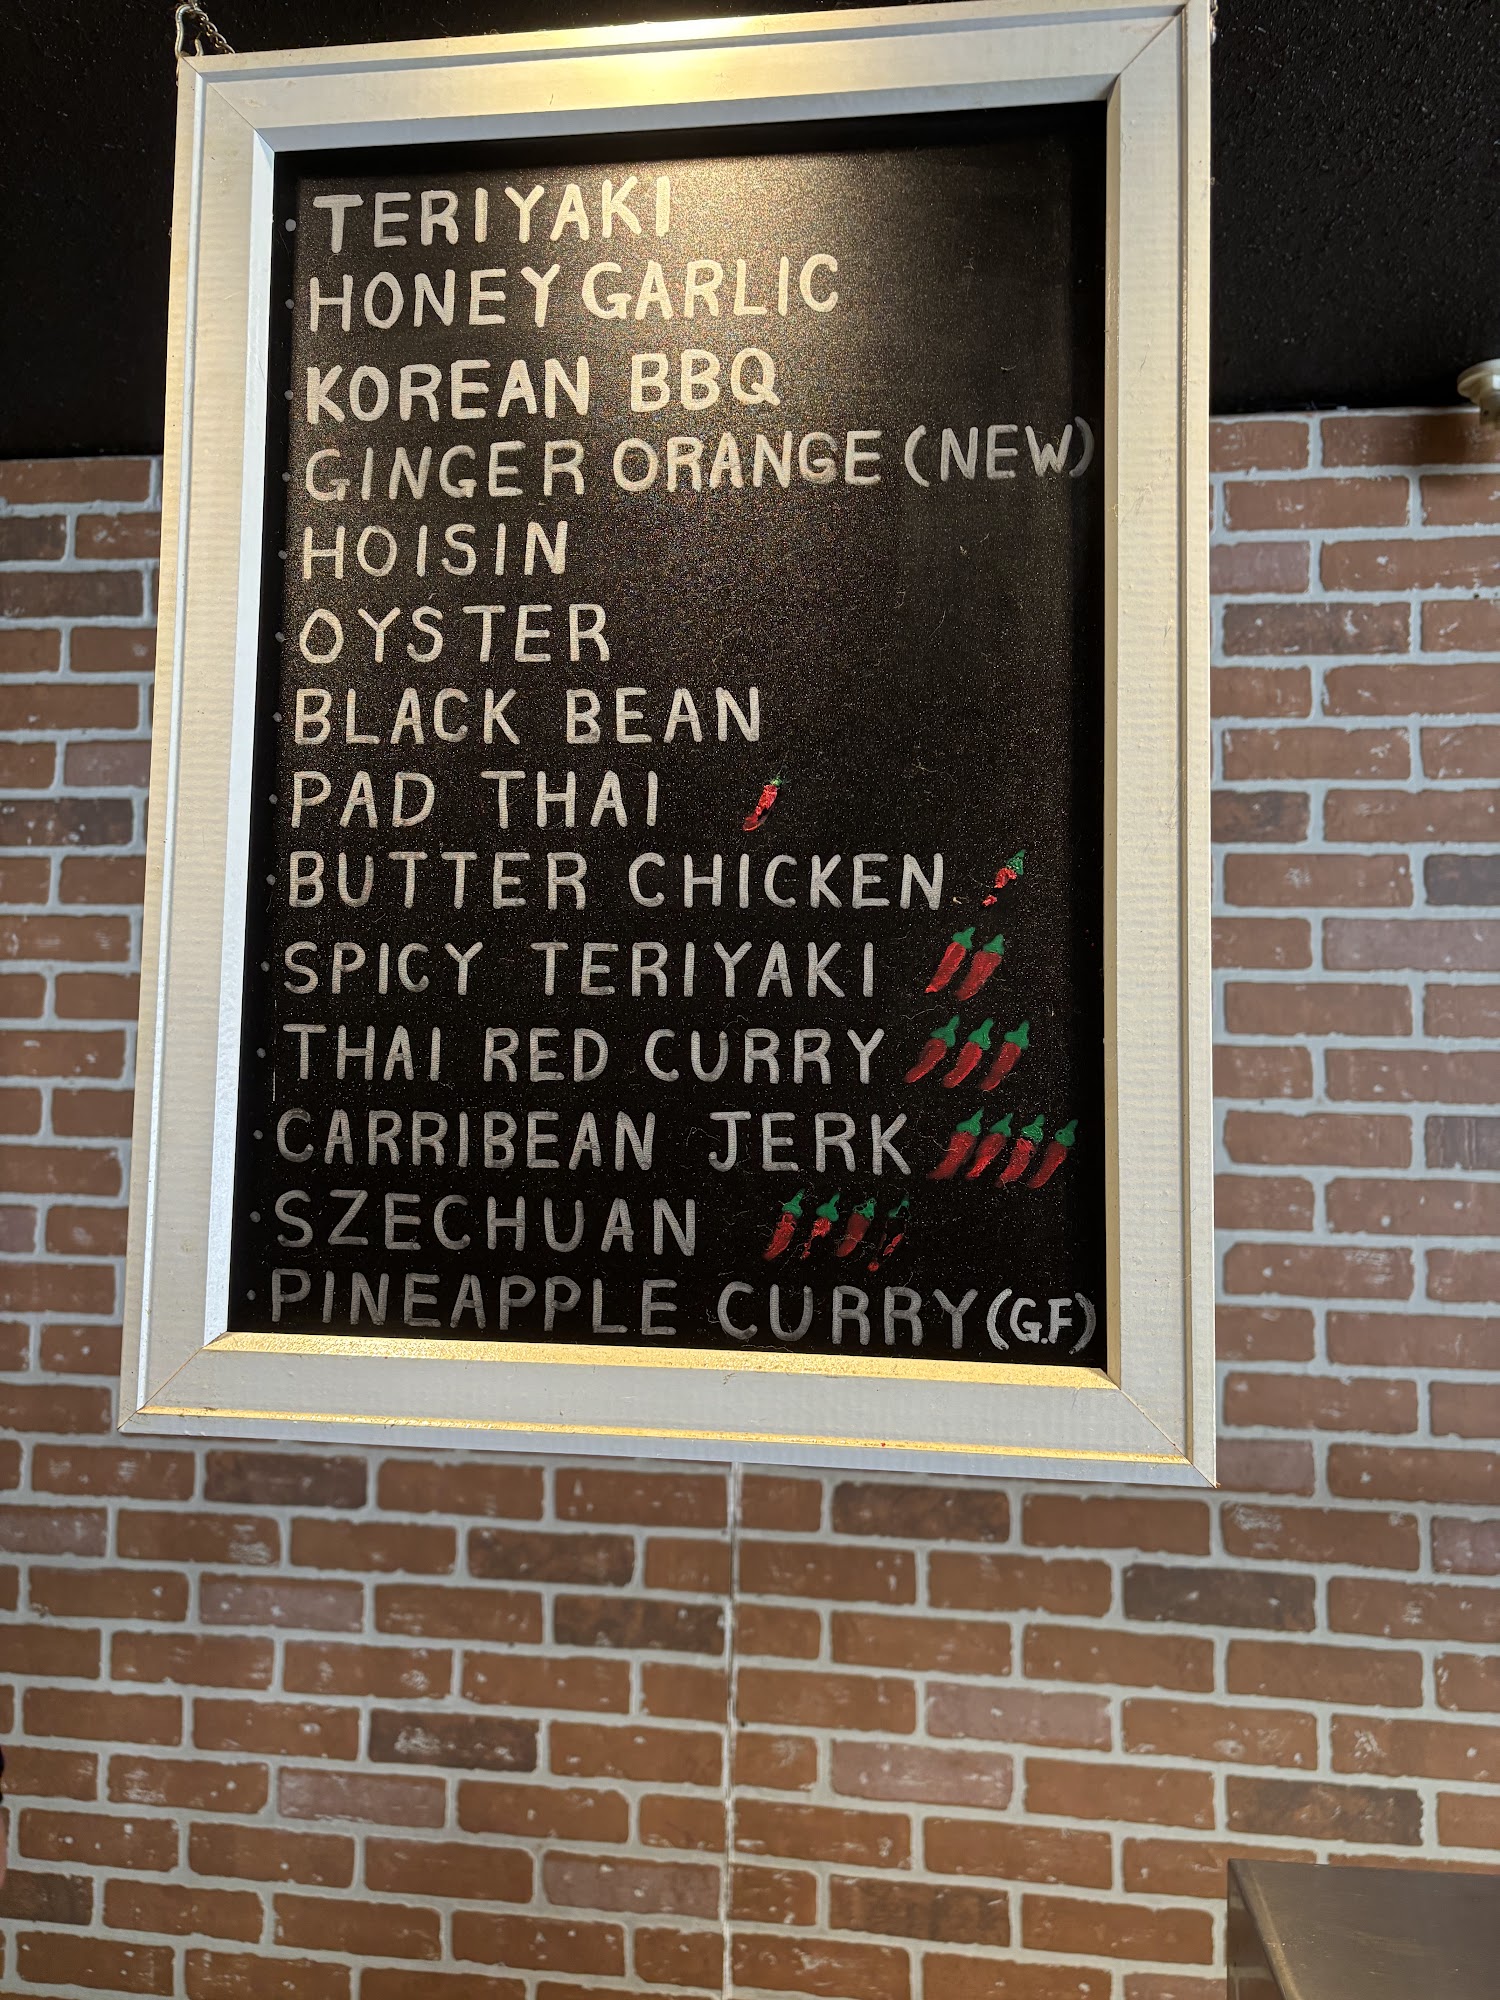 · TERIYAKI
· HONEY GARLIC
· KOREAN BBQ
· GINGER ORANGE (NEW)
· HOISIN
· OYSTER
· BLACK BEAN
· PAD THAI
· BUTTER CHICKEN
· SPICY TERIYAKI
· THAI RED CURRY
· CARRIBEAN JERK
· SZECHUAN
· PINEAPPLE CURRY (G.F)